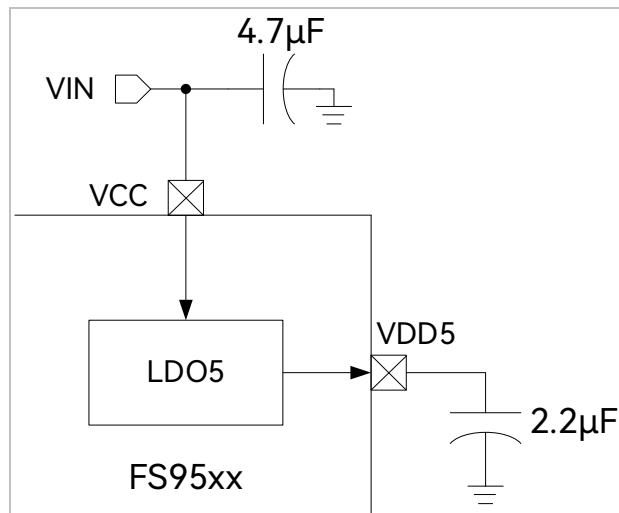 4.7μF
VIN
VCC
VDD5
LDO5
2.2μF
FS95xx